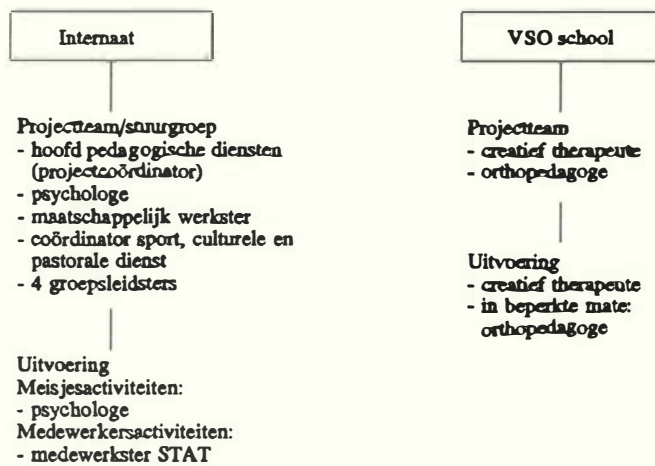 Internaat
Projectteam/stuurgroep
- hoofd pedagogische diensten
(projectcoördinator)
- psychologe
- maatschappelijk werkster
- coördinator sport, culturele en
pastorale dienst
- 4 groepsleidsters
Uitvoering
Meisjesactiviteiten:
- psychologe
Medewerkersactiviteiten:
- medewerkster STAT
VSO school
Projectteam
- creatief therapeute
- orthopedagoge
Uitvoering
- creatief therapeute
- in beperkte mate:
orthopedagoge